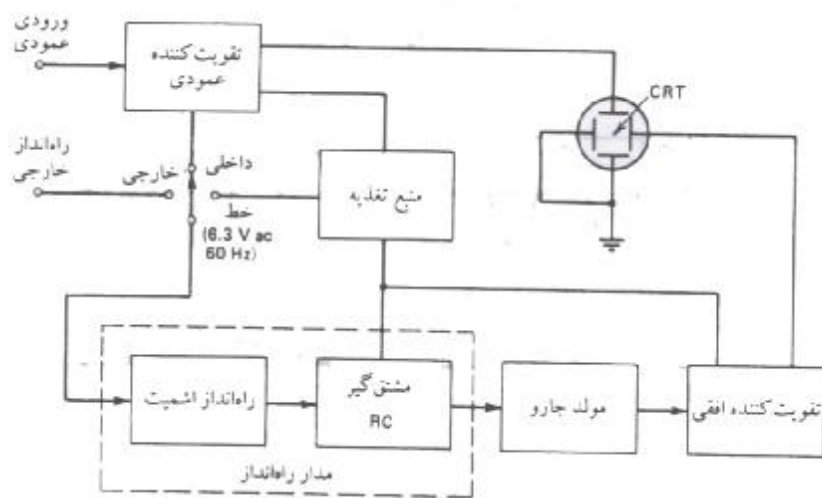 ورودی
عمودی
تقویت‌کننده
عمودی
CRT
راه‌انداز
خارجی
خارجی
داخلی
خط
(6.3 V ac
60 Hz)
منبع تغذیه
راه‌انداز اشمیت
مشتق‌گیر
RC
مولد جارو
تقویت‌کننده افقی
مدار راه‌انداز